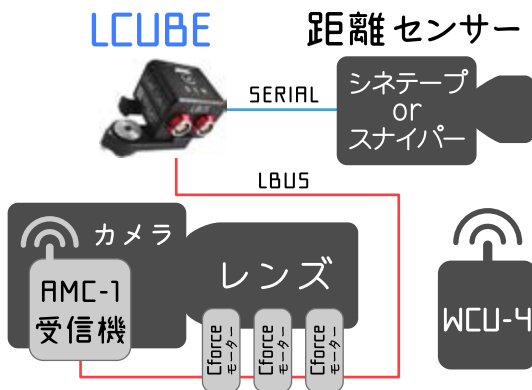 LCUBE
距離センサー
SERIAL
シネテープ
or
スナイパー
LBUS
カメラ
AMC-1
受信機
レンズ
Cforce
モーター
Cforce
モーター
Cforce
モーター
WCU-4